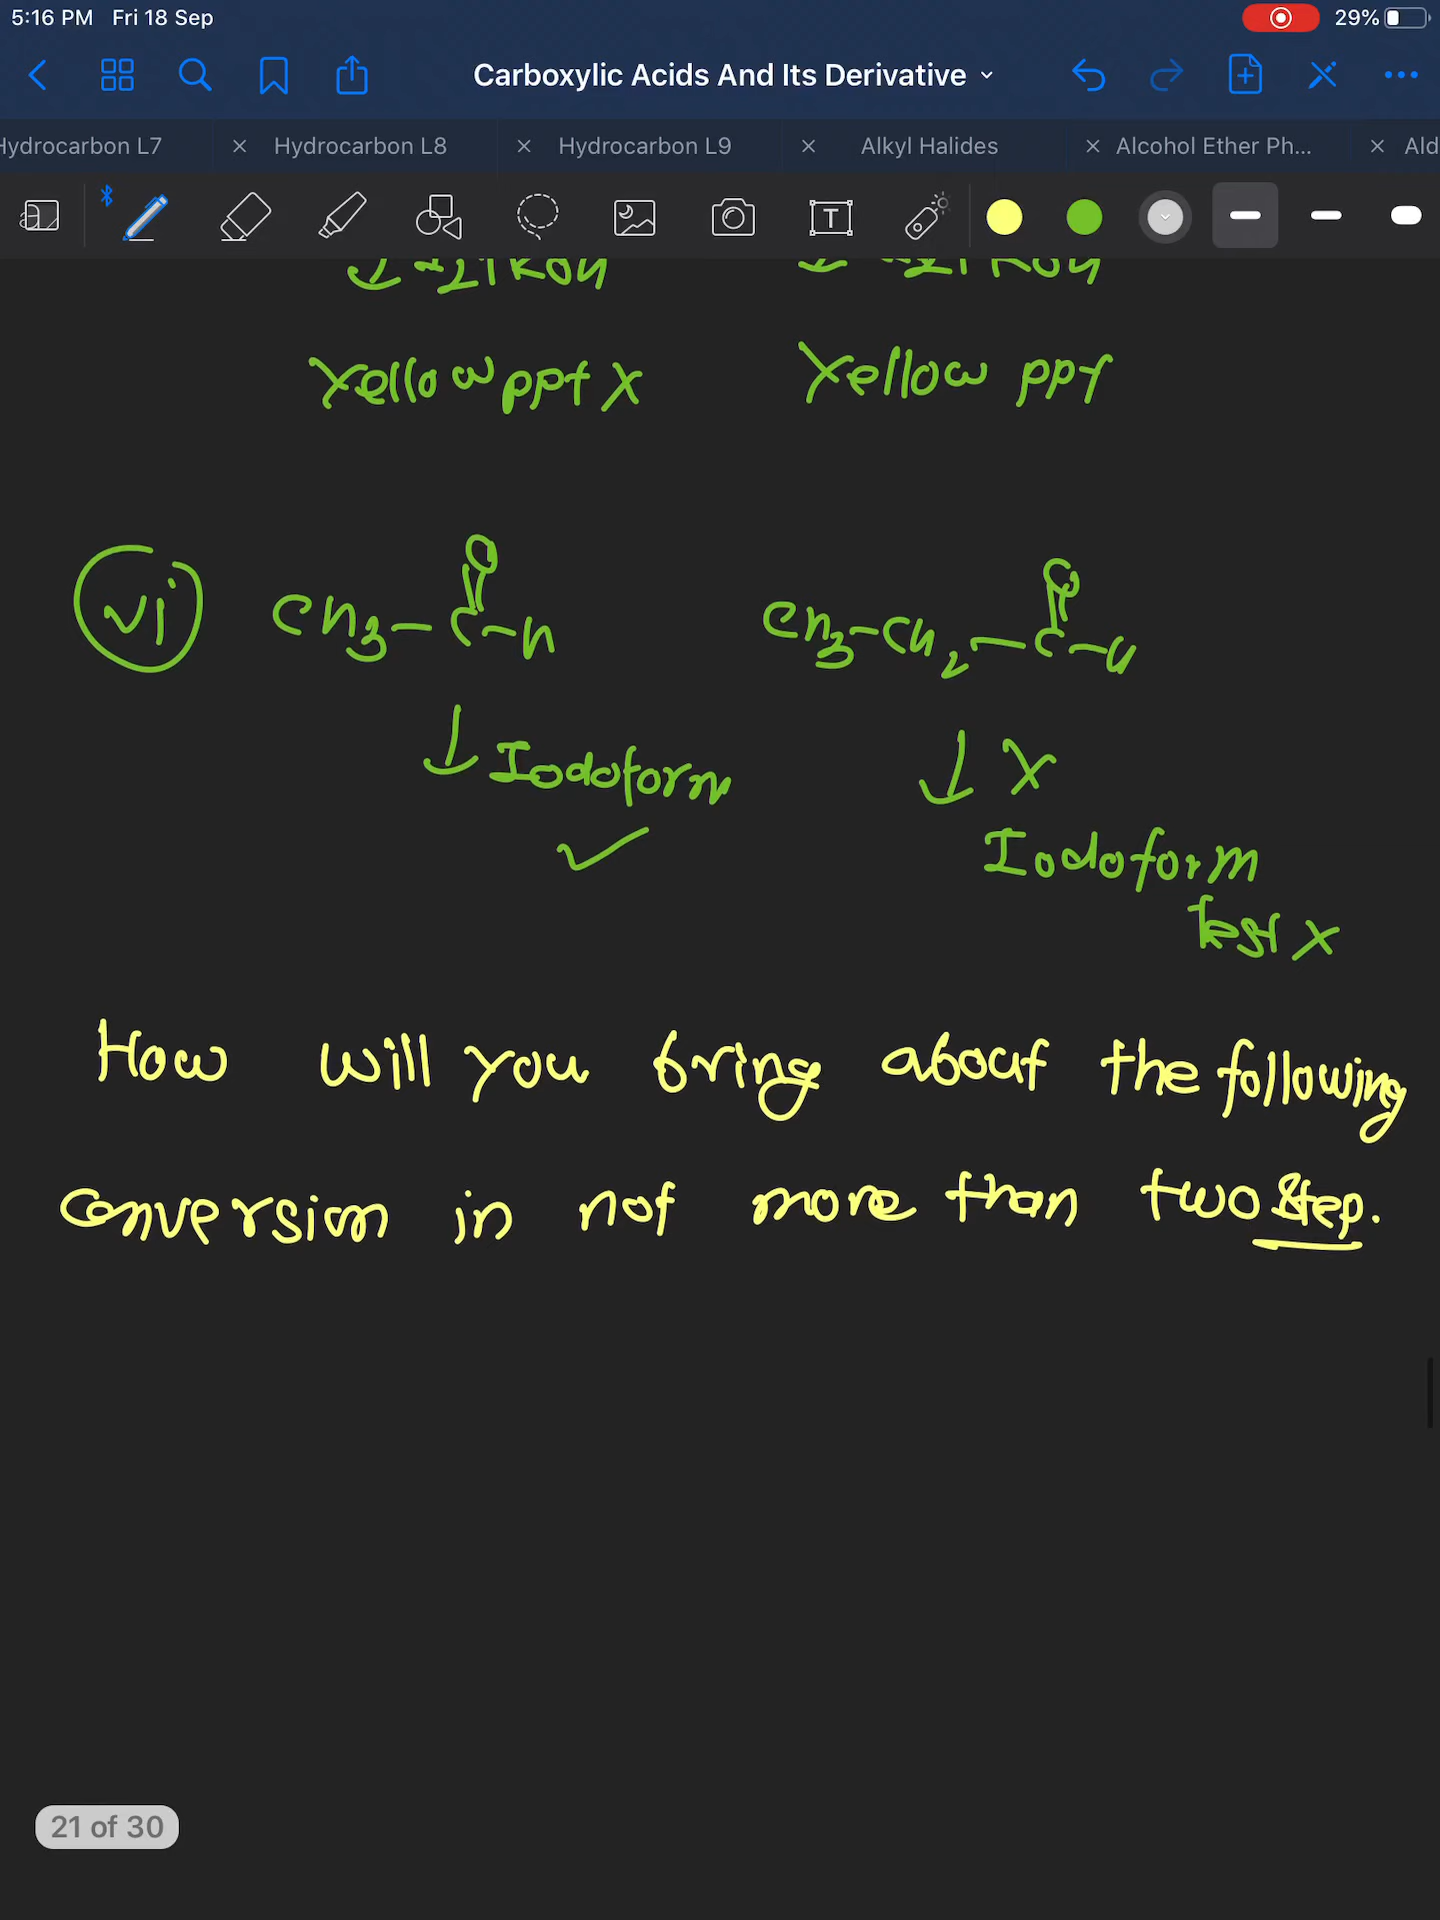 5:16 PM Fri 18 Sep 29%
Carboxylic Acids And Its Derivative
Hydrocarbon L7 × Hydrocarbon L8 × Hydrocarbon L9 × Alkyl Halides × Alcohol Ether Ph... × Ald
Yellow ppt X Yellow ppt
vi CH3-C-H CH3-CH2-C-H
O O
↓ Iodoform ✓ ↓ X
Iodoform
Test X
How will you bring about the following
conversion in not more than two Step.
21 of 30